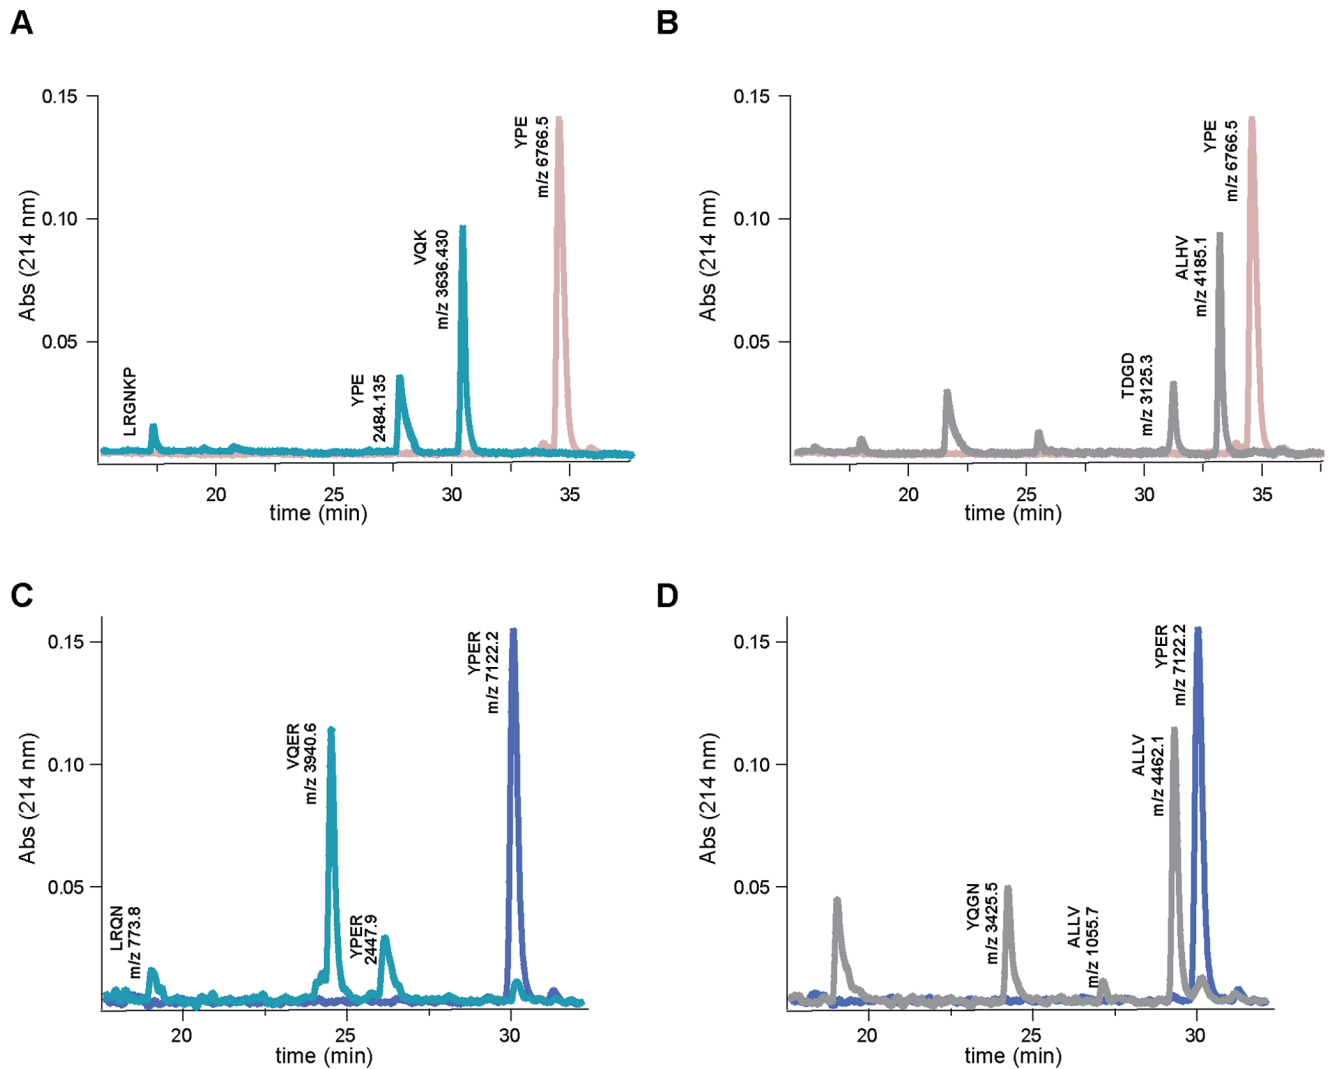 A
B
0.15
0.10
0.05
Abs (214 nm)
LRGNKP
YPE
2484.135
VQK
m/z 3636.430
YPE
m/z 6766.5
20
25
30
35
time (min)
0.15
0.10
0.05
Abs (214 nm)
TDGD
m/z 3125.3
ALHV
m/z 4185.1
YPE
m/z 6766.5
20
25
30
35
time (min)
C
D
0.15
0.10
0.05
Abs (214 nm)
LRQN
m/z 773.8
VQER
m/z 3940.6
YPER
2447.9
YPER
m/z 7122.2
20
25
30
time (min)
0.15
0.10
0.05
Abs (214 nm)
YQGN
m/z 3425.5
ALLV
m/z 1055.7
ALLV
m/z 4462.1
YPER
m/z 7122.2
20
25
30
time (min)